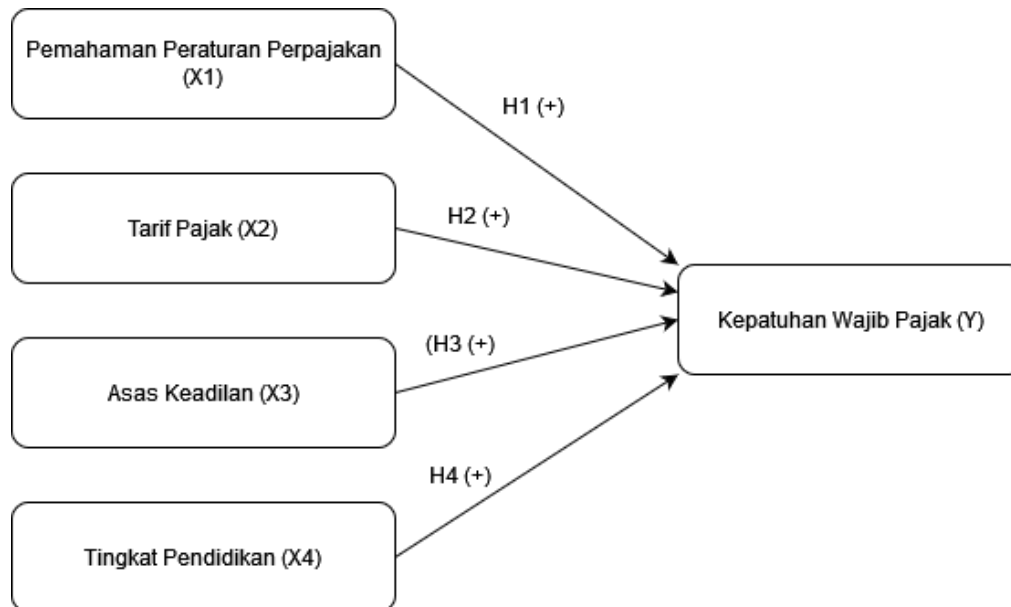 Pemahaman Peraturan Perpajakan
(X1)
H1 (+)
Tarif Pajak (X2)
H2 (+)
Kepatuhan Wajib Pajak (Y)
(H3 (+)
Asas Keadilan (X3)
H4 (+)
Tingkat Pendidikan (X4)